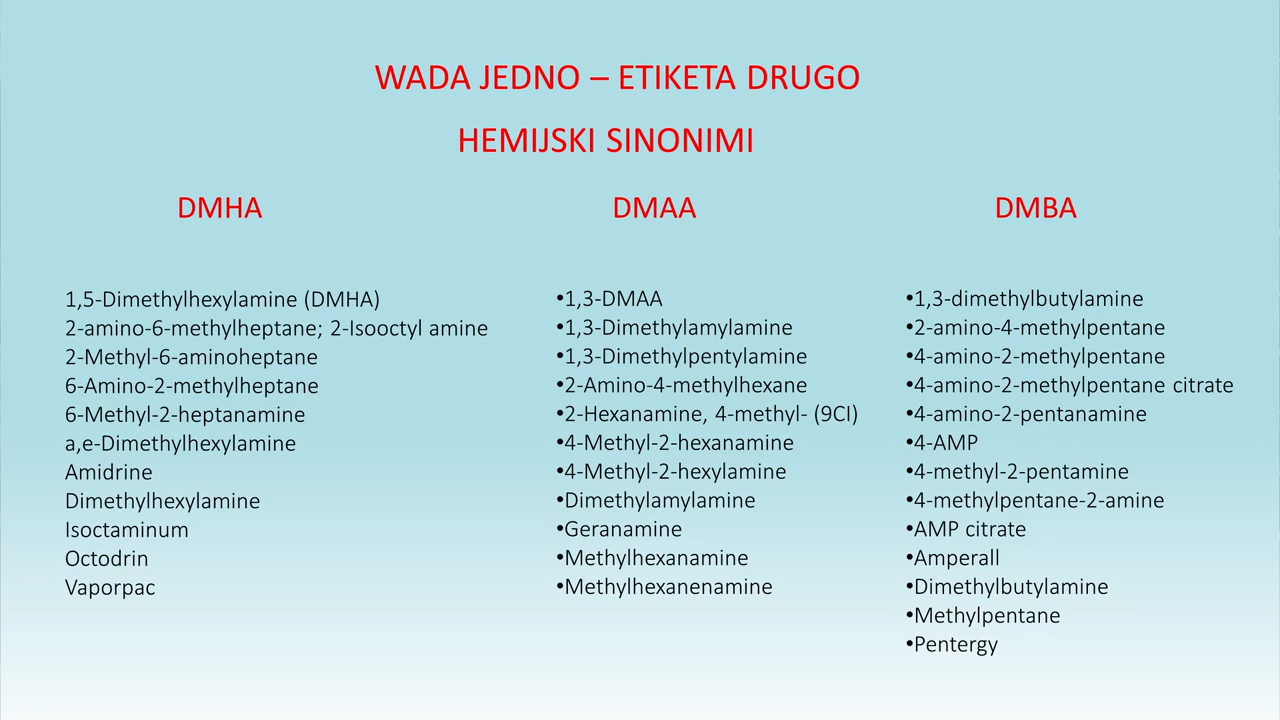 WADA JEDNO – ETIKETA DRUGO
HEMIJSKI SINONIMI
DMHA
1,5-Dimethylhexylamine (DMHA)
2-amino-6-methylheptane; 2-Isooctyl amine
2-Methyl-6-aminoheptane
6-Amino-2-methylheptane
6-Methyl-2-heptanamine
a,e-Dimethylhexylamine
Amidrine
Dimethylhexylamine
Isoctaminum
Octodrin
Vaporpac
DMAA
•1,3-DMAA
•1,3-Dimethylamylamine
•1,3-Dimethylpentylamine
•2-Amino-4-methylhexane
•2-Hexanamine, 4-methyl- (9CI)
•4-Methyl-2-hexanamine
•4-Methyl-2-hexylamine
•Dimethylamylamine
•Geranamine
•Methylhexanamine
•Methylhexanenamine
DMBA
•1,3-dimethylbutylamine
•2-amino-4-methylpentane
•4-amino-2-methylpentane
•4-amino-2-methylpentane citrate
•4-amino-2-pentanamine
•4-AMP
•4-methyl-2-pentamine
•4-methylpentane-2-amine
•AMP citrate
•Amperall
•Dimethylbutylamine
•Methylpentane
•Pentergy